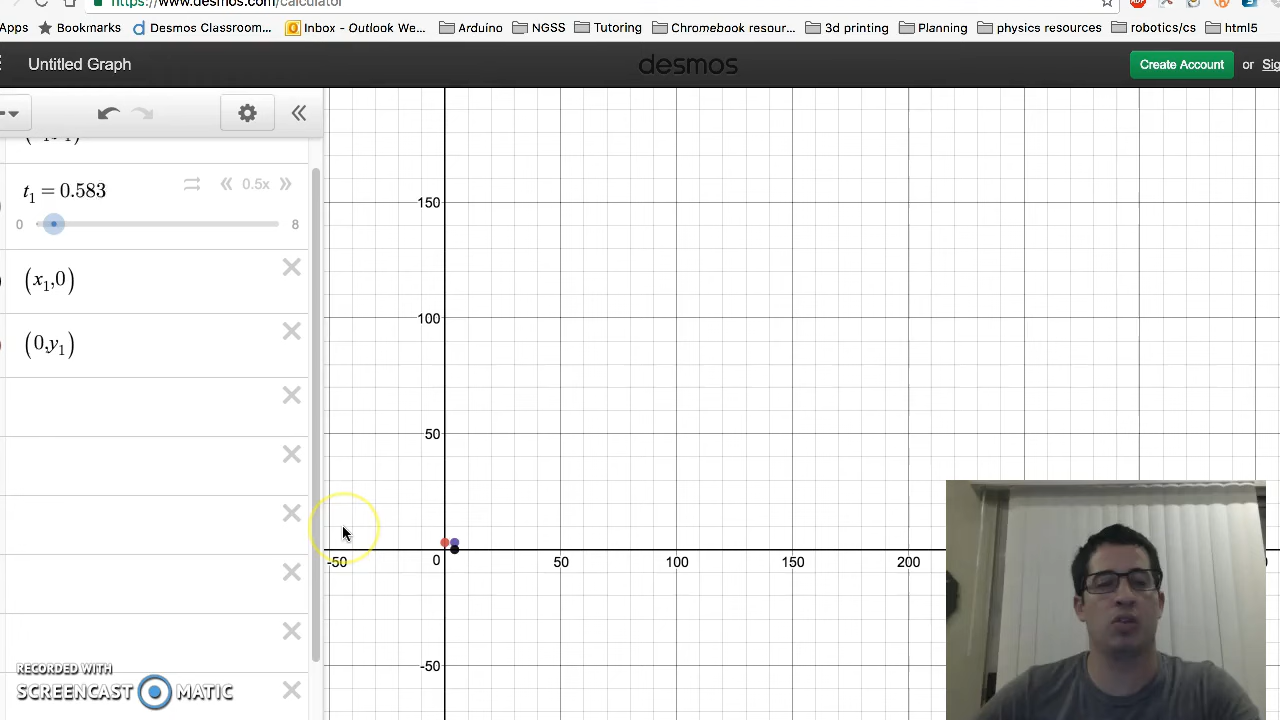 https://www.desmos.com/calculator
Apps Bookmarks Desmos Classroom... Inbox - Outlook We... Arduino NGSS Tutoring Chromebook resour... 3d printing Planning physics resources robotics/cs html5
Untitled Graph
desmos
Create Account or Sig
t₁ = 0.583
0.5x
0 8
(x₁,0)
(0,y₁)
150
100
50
-50 0 50 100 150 200
-50
RECORDED WITH
SCREENCAST MATIC